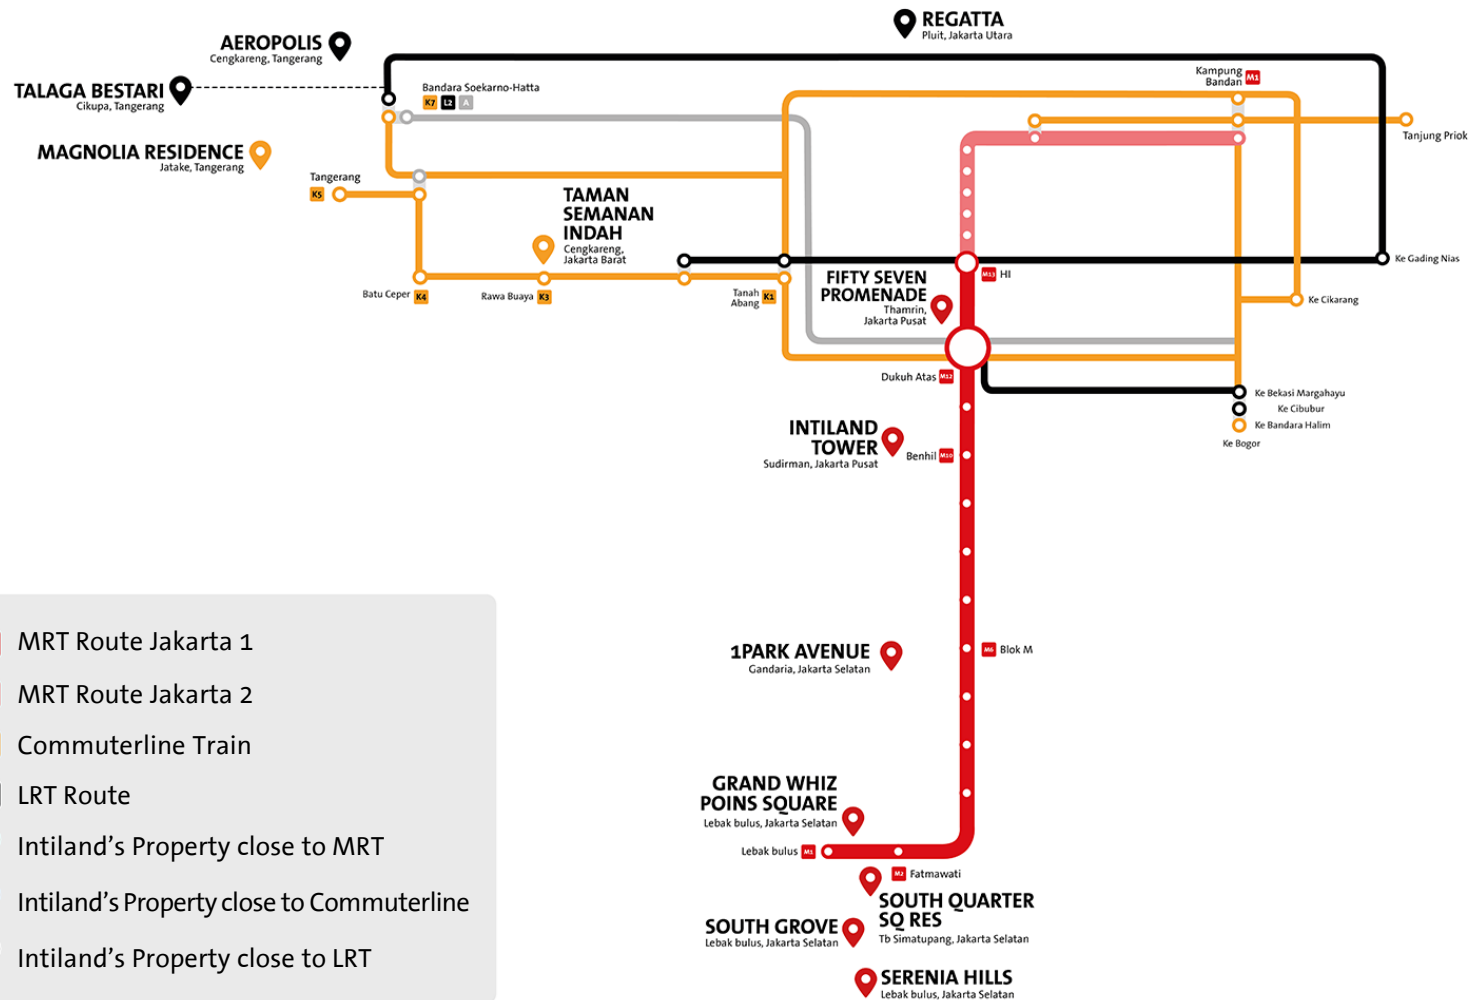 REGATTA
Pluit, Jakarta Utara
AEROPOLIS
Cengkareng, Tangerang
TALAGA BESTARI
Cikupa, Tangerang
Bandara Soekarno-Hatta
K7 L2 A
Kampung
Bandan
M1
Tanjung Priok
MAGNOLIA RESIDENCE
Jatake, Tangerang
Tangerang
K5
TAMAN
SEMANAN
INDAH
Cengkareng,
Jakarta Barat
Batu Ceper K4
Rawa Buaya K3
Tanah
Abang
K1
M13 HI
Ke Gading Nias
FIFTY SEVEN
PROMENADE
Thamrin,
Jakarta Pusat
Ke Cikarang
Dukuh Atas M12
Ke Bekasi Margahayu
Ke Cibubur
Ke Bandara Halim
Ke Bogor
INTILAND
TOWER
Sudirman, Jakarta Pusat
Benhil M10
1PARK AVENUE
Gandaria, Jakarta Selatan
M6 Blok M
GRAND WHIZ
POINS SQUARE
Lebak bulus, Jakarta Selatan
Lebak bulus M1
M2 Fatmawati
SOUTH QUARTER
SQ RES
Tb Simatupang, Jakarta Selatan
SOUTH GROVE
Lebak bulus, Jakarta Selatan
SERENIA HILLS
Lebak bulus, Jakarta Selatan
MRT Route Jakarta 1
MRT Route Jakarta 2
Commuterline Train
LRT Route
Intiland's Property close to MRT
Intiland's Property close to Commuterline
Intiland's Property close to LRT